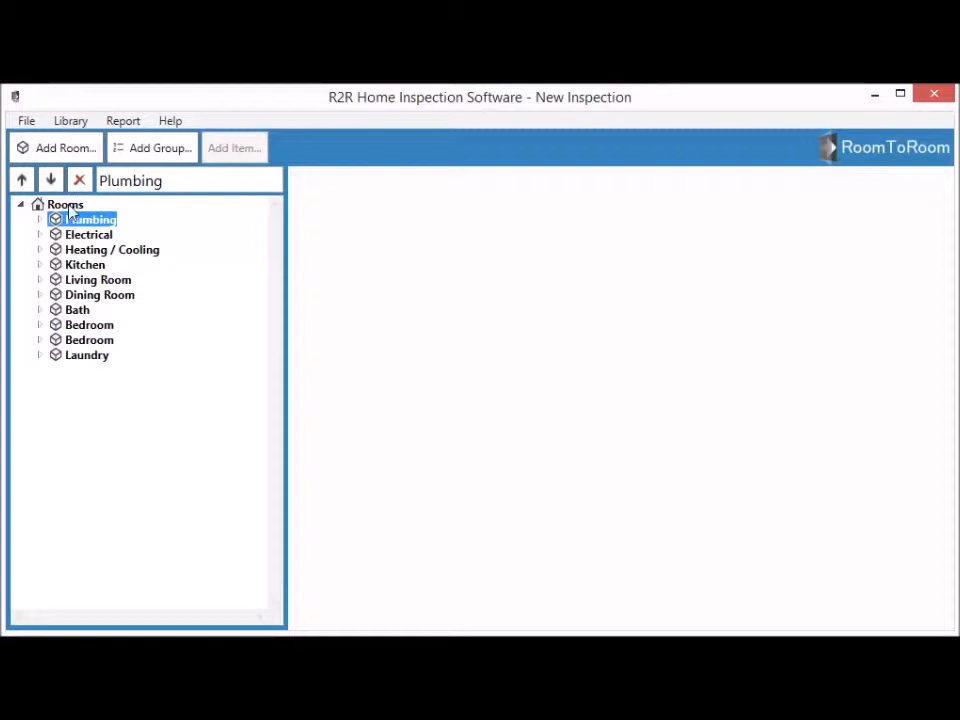 R2R Home Inspection Software - New Inspection
File Library Report Help
Add Room... Add Group... Add Item... RoomToRoom
Plumbing
Rooms
Plumbing
Electrical
Heating / Cooling
Kitchen
Living Room
Dining Room
Bath
Bedroom
Bedroom
Laundry